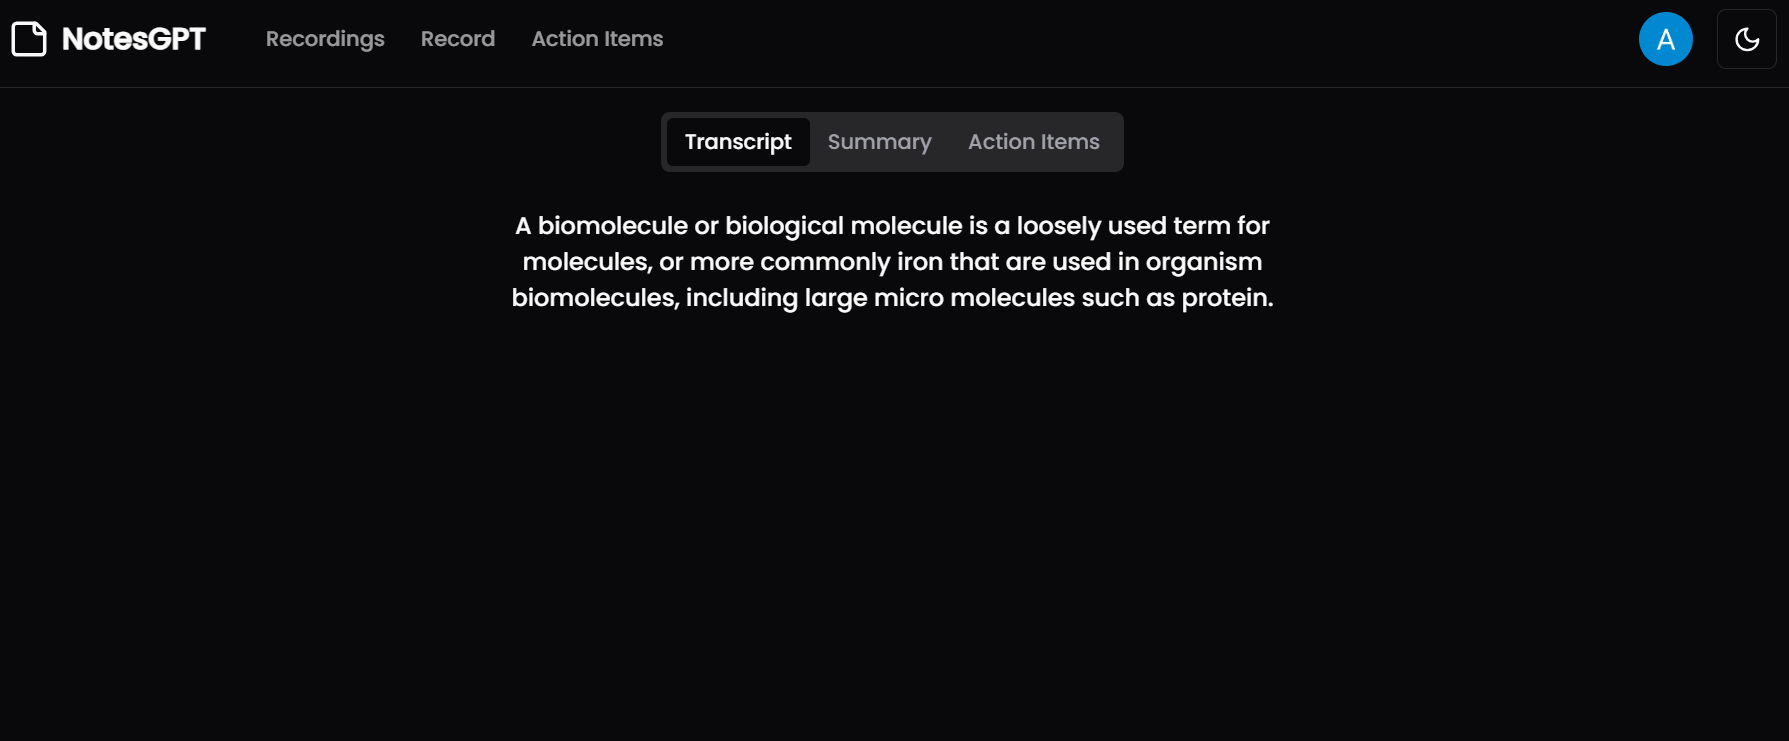 NotesGPT
Recordings
Record
Action Items
A
Transcript
Summary
Action Items
A biomolecule or biological molecule is a loosely used term for
molecules, or more commonly iron that are used in organism
biomolecules, including large micro molecules such as protein.